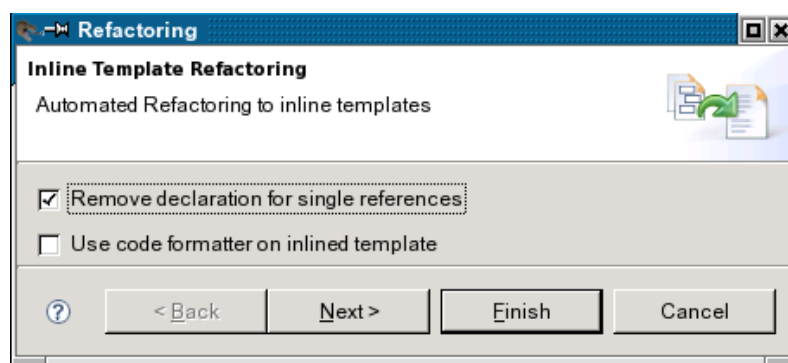 Refactoring
Inline Template Refactoring
Automated Refactoring to inline templates
Remove declaration for single references
Use code formatter on inlined template
? < Back Next > Finish Cancel